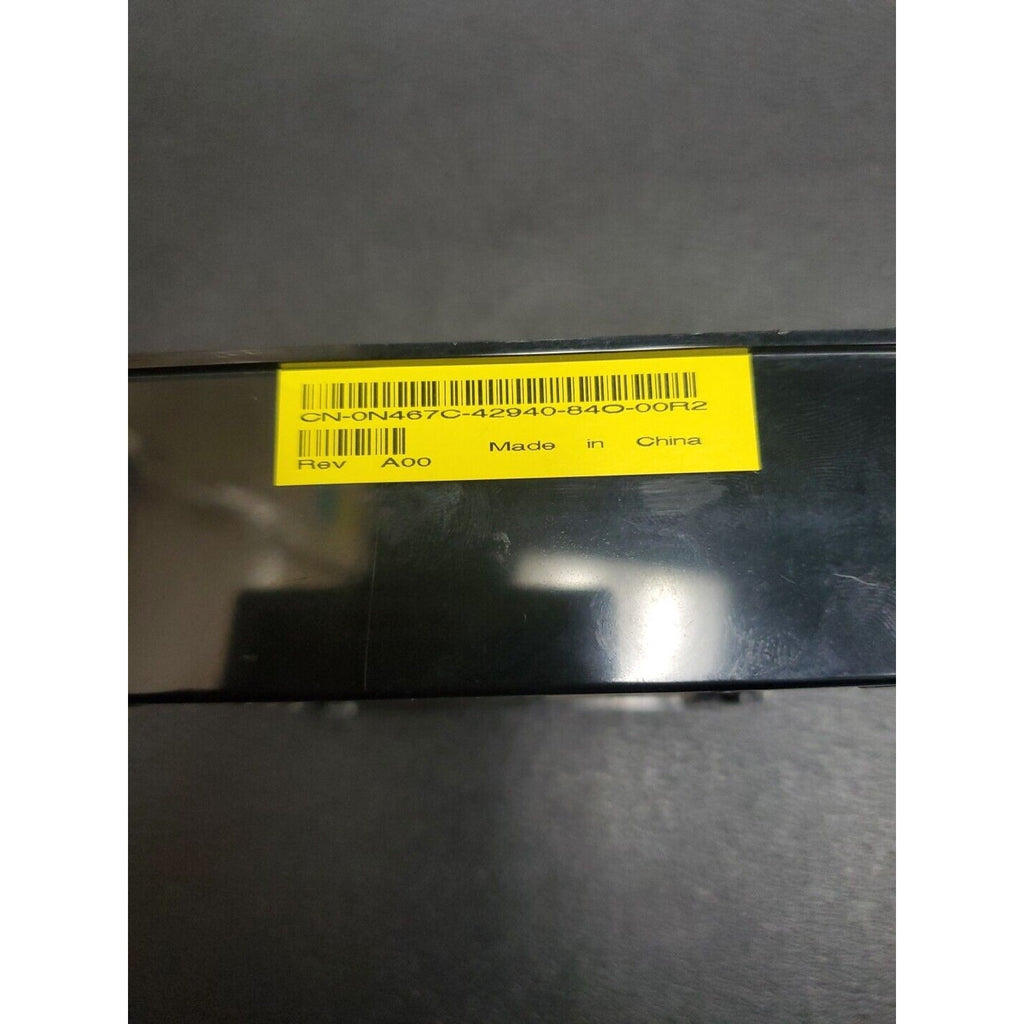 CN-0N467C-42940-84O-00R2
Made in China
Rev A00